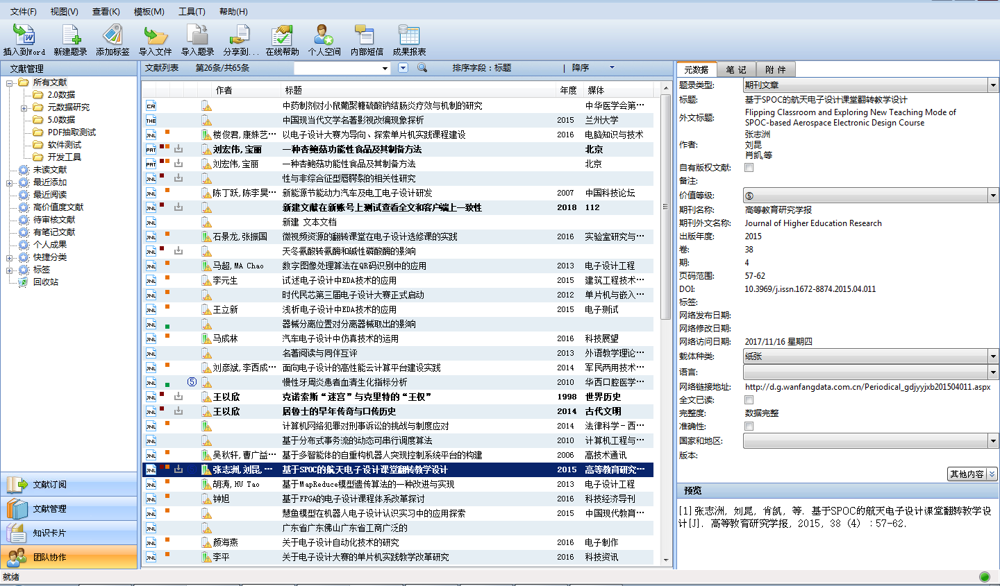 文件(F) 视图(V) 查看(K) 模板(M) 工具(T) 帮助(H)
插入到Word 新建题录 添加标签 导入文件 导入题录 分享到... 在线帮助 个人空间 内部短信 成果报表
文献管理
所有文献
2.0数据
元数据研究
5.0数据
PDF抽取测试
软件测试
开发工具
未读文献
最近添加
最近阅读
高价值度文献
待审核文献
有笔记文献
个人成果
快捷分类
标签
回收站
文献订阅
文献管理
知识卡片
团队协作
就绪
文献列表 第26条/共65条 排序字段：标题 | 降序
作者 标题 年度 媒体
CR 中药制剂对小鼠葡聚糖硫酸钠结肠炎疗效与机制的研究 中华医学会第…
THE 中国现当代文学名著影视改编现象探析 2015 兰州大学
JNL 楼俊君,康姝艺… 以电子设计大赛为导向、探索单片机实践课程建设 2016 电脑知识与技术
PAT 刘宏伟,宝丽 一种杏鲍菇功能性食品及其制备方法 北京
PAT 刘宏伟,宝丽 一种杏鲍菇功能性食品及其制备方法 北京
JNL 性与非综合征型唇腭裂的相关性研究
JNL 陈丁跃,陈李昊… 新能源节能动力汽车及电工电子设计研发 2007 中国科技论坛
JNL 新建文献在新账号上测试查看全文和客户端上一致性 2018 112
JNL 新建 文本文档
JNL 石景龙,张振国 微视频资源的翻转课堂在电子设计选修课的实践 2016 实验室研究与…
JNL 天冬氨酸转氨酶和碱性磷酸酶的影响
JNL 马超,MA Chao 数字图像处理算法在QR码识别中的应用 2013 电子设计工程
JNL 李元生 试述电子设计中EDA技术的应用 2015 建筑工程技术…
JNL 时代民芯第三届电子设计大赛正式启动 2012 单片机与嵌入…
JNL 王立新 浅析电子设计中EDA技术的应用 2015 电子测试
JNL 器械分离位置对分离器械取出的影响
JNL 马成林 汽车电子设计中仿真技术的运用 2016 科技展望
JNL 名著阅读与同伴互评 2013 外语教学理论…
JNL 刘彦斌,李西成… 面向电子设计的高性能云计算平台建设实践 2014 军民两用技术…
JNL ⑤ 慢性牙周炎患者血清生化指标分析 2010 华西口腔医学…
JNL 王以欣 克诺索斯“迷宫”与克里特的“王权” 1998 世界历史
JNL 王以欣 居鲁士的早年传奇与口传历史 2014 古代文明
JNL 计算机网络犯罪对刑事诉讼的挑战与制度应对 2014 法律科学－西…
JNL 基于分布式事务流的动态可串行调度算法 2010 计算机工程与…
JNL 吴秋轩,曹广益… 基于多智能体的自重构机器人突现控制系统平台的构建 2006 高技术通讯
JNL ⑤ 张志洲,刘昆,… 基于SPOC的航天电子设计课堂翻转教学设计 2015 高等教育研究…
JNL 胡涛,HU Tao 基于MapReduce模型遗传算法的一种改进与实现 2013 电子设计工程
JNL 钟旭 基于FPGA的电子设计课程体系改革探讨 2016 科技经济导刊
JNL 慧鱼模型在机器人电子设计认识实习中的应用探索 2015 中国现代教育…
JNL 广东省广东佛山广东省工商广泛的
JNL 颜海燕 关于电子设计自动化技术的研究 2016 电子制作
JNL 李平 关于电子设计大赛的单片机实践教学改革研究 2016 科技资讯
元数据 笔 记 附 件
题录类型: 期刊文章
标题: 基于SPOC的航天电子设计课堂翻转教学设计
外文标题: Flipping Classroom and Exploring New Teaching Mode of
SPOC-based Aerospace Electronic Design Course
张志洲
作者: 刘昆
肖凯,等
自有版权文献:
备注:
价值等级: ⑤
期刊名称: 高等教育研究学报
期刊外文名称: Journal of Higher Education Research
出版年度: 2015
卷: 38
期: 4
页码范围: 57-62
DOI: 10.3969/j.issn.1672-8874.2015.04.011
标签:
网络发布日期:
网络修改日期:
网络访问日期: 2017/11/16 星期四
载体种类: 纸张
语言:
网络链接地址: http://d.g.wanfangdata.com.cn/Periodical_gdjyyjxb201504011.aspx
全文已读:
完整度: 数据完整
准确性:
国家和地区:
版本:
其他内容
预览
[1]张志洲, 刘昆, 肖凯, 等. 基于SPOC的航天电子设计课堂翻转教学设
计[J]. 高等教育研究学报, 2015, 38 (4) :57-62.